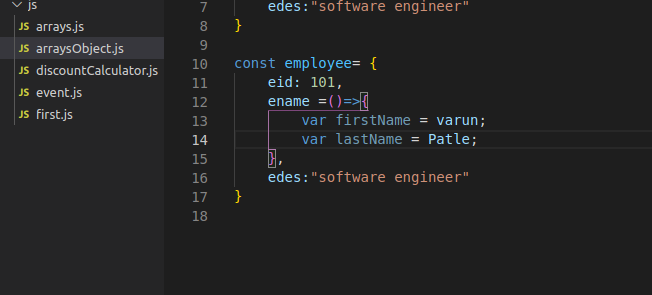 js
JS arrays.js
JS arraysObject.js
JS discountCalculator.js
JS event.js
JS first.js
7 edes:"software engineer"
8 }
9
10 const employee= {
11 eid: 101,
12 ename =()=>{
13 var firstName = varun;
14 var lastName = Patle;
15 },
16 edes:"software engineer"
17 }
18